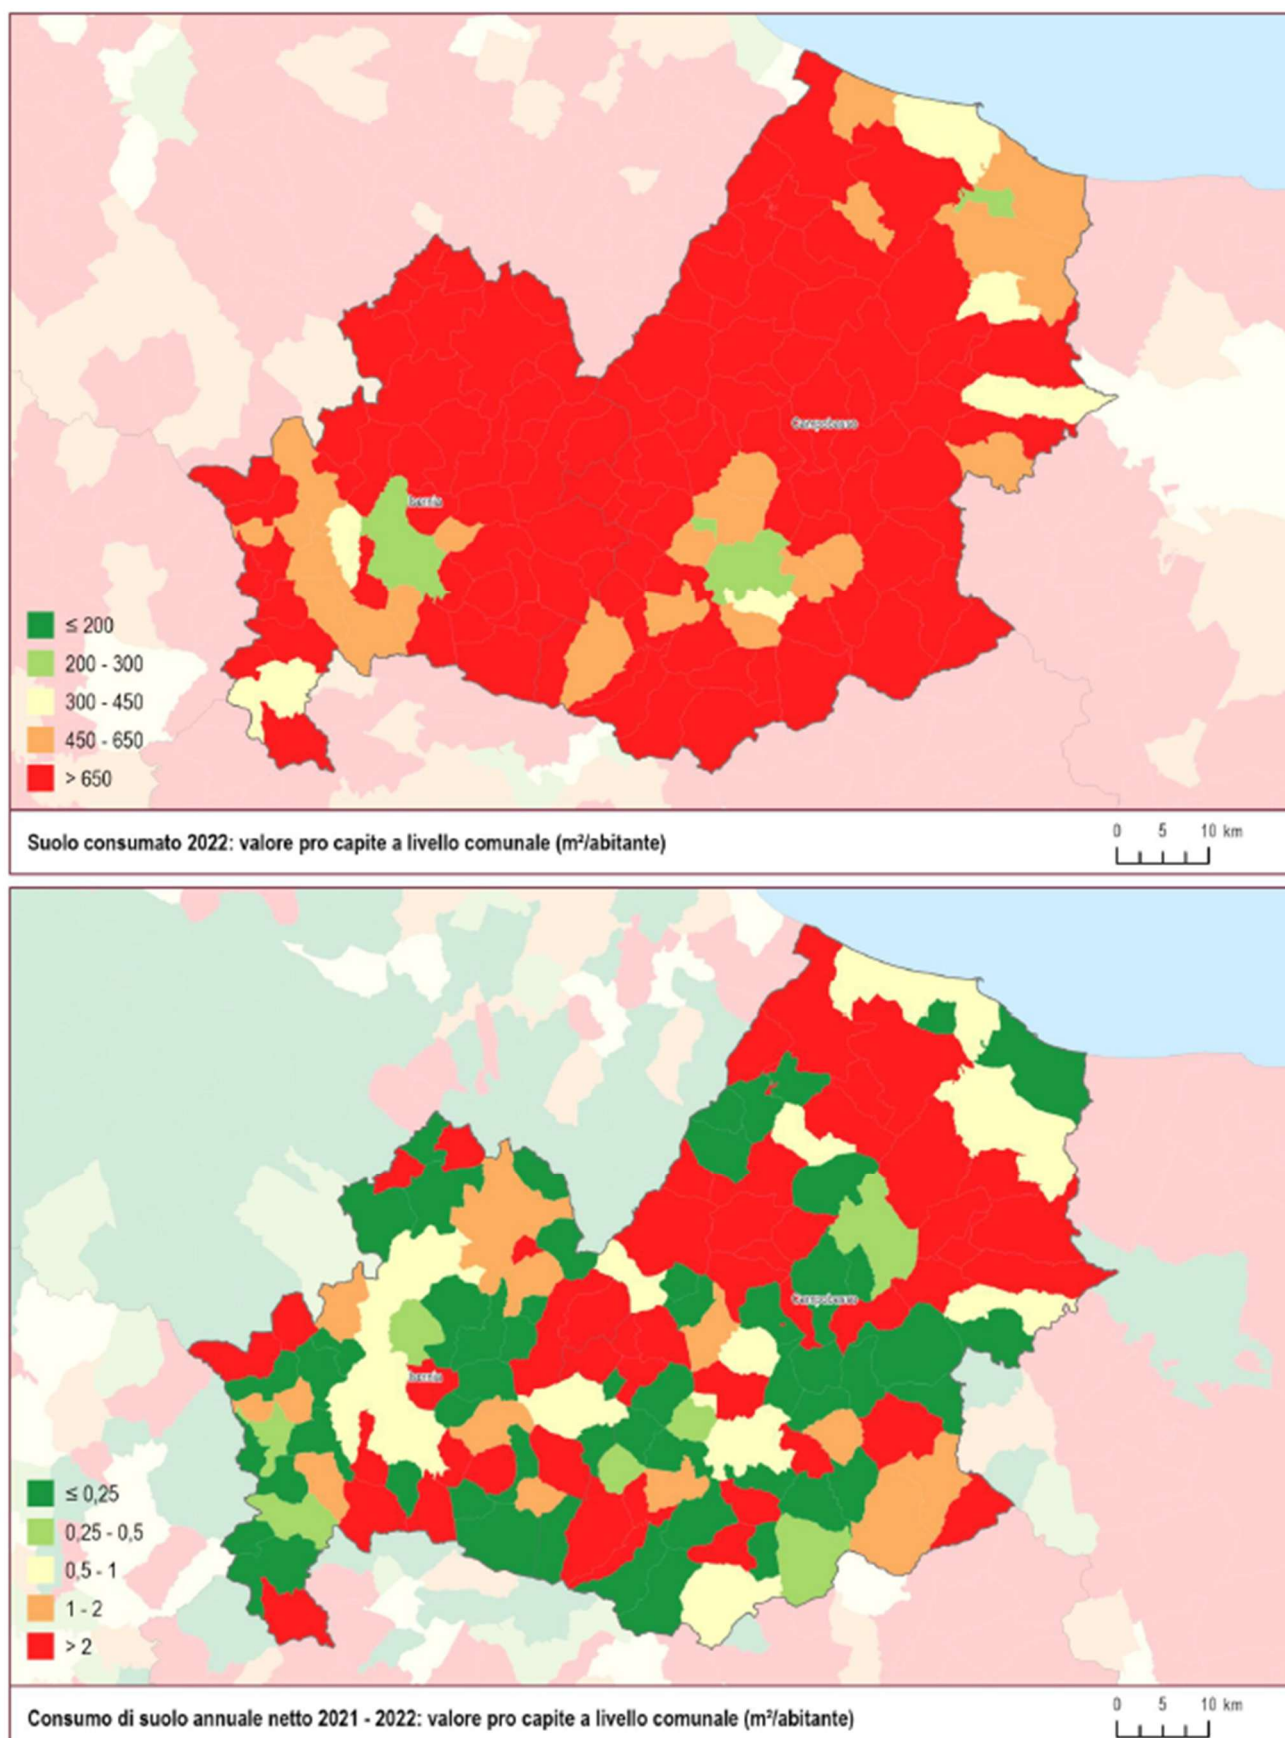 Campobasso
Isernia
≤ 200
200 - 300
300 - 450
450 - 650
> 650
0 5 10 km
Suolo consumato 2022: valore pro capite a livello comunale (m²/abitante)
Campobasso
Isernia
≤ 0,25
0,25 - 0,5
0,5 - 1
1 - 2
> 2
0 5 10 km
Consumo di suolo annuale netto 2021 - 2022: valore pro capite a livello comunale (m²/abitante)